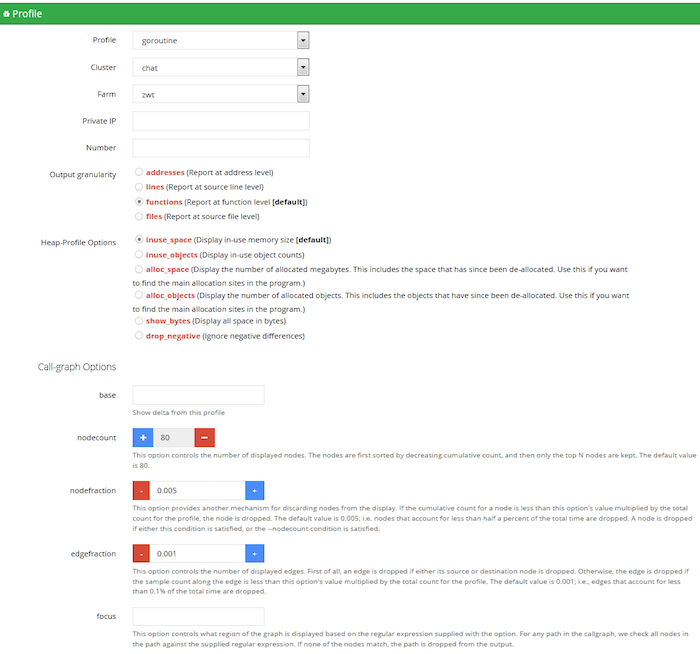 Profile
Profile goroutine
Cluster chat
Farm zwt
Private IP
Number
Output granularity addresses (Report at address level)
lines (Report at source line level)
functions (Report at function level [default])
files (Report at source file level)
Heap-Profile Options inuse_space (Display in-use memory size [default])
inuse_objects (Display in-use object counts)
alloc_space (Display the number of allocated megabytes. This includes the space that has since been de-allocated. Use this if you want
to find the main allocation sites in the program.)
alloc_objects (Display the number of allocated objects. This includes the objects that have since been de-allocated. Use this if you want
to find the main allocation sites in the program.)
show_bytes (Display all space in bytes)
drop_negative (Ignore negative differences)
Call-graph Options
base
Show delta from this profile
nodecount + 80 −
This option controls the number of displayed nodes. The nodes are first sorted by decreasing cumulative count, and then only the top N nodes are kept. The default value
is 80.
nodefraction - 0.005 +
This option provides another mechanism for discarding nodes from the display. If the cumulative count for a node is less than this option's value multiplied by the total
count for the profile, the node is dropped. The default value is 0.005; i.e. nodes that account for less than half a percent of the total time are dropped. A node is dropped
if either this condition is satisfied, or the --nodecount condition is satisfied.
edgefraction - 0.001 +
This option controls the number of displayed edges. First of all, an edge is dropped if either its source or destination node is dropped. Otherwise, the edge is dropped if
the sample count along the edge is less than this option's value multiplied by the total count for the profile. The default value is 0.001; i.e., edges that account for less
than 0.1% of the total time are dropped.
focus
This option controls what region of the graph is displayed based on the regular expression supplied with the option. For any path in the callgraph, we check all nodes in
the path against the supplied regular expression. If none of the nodes match, the path is dropped from the output.